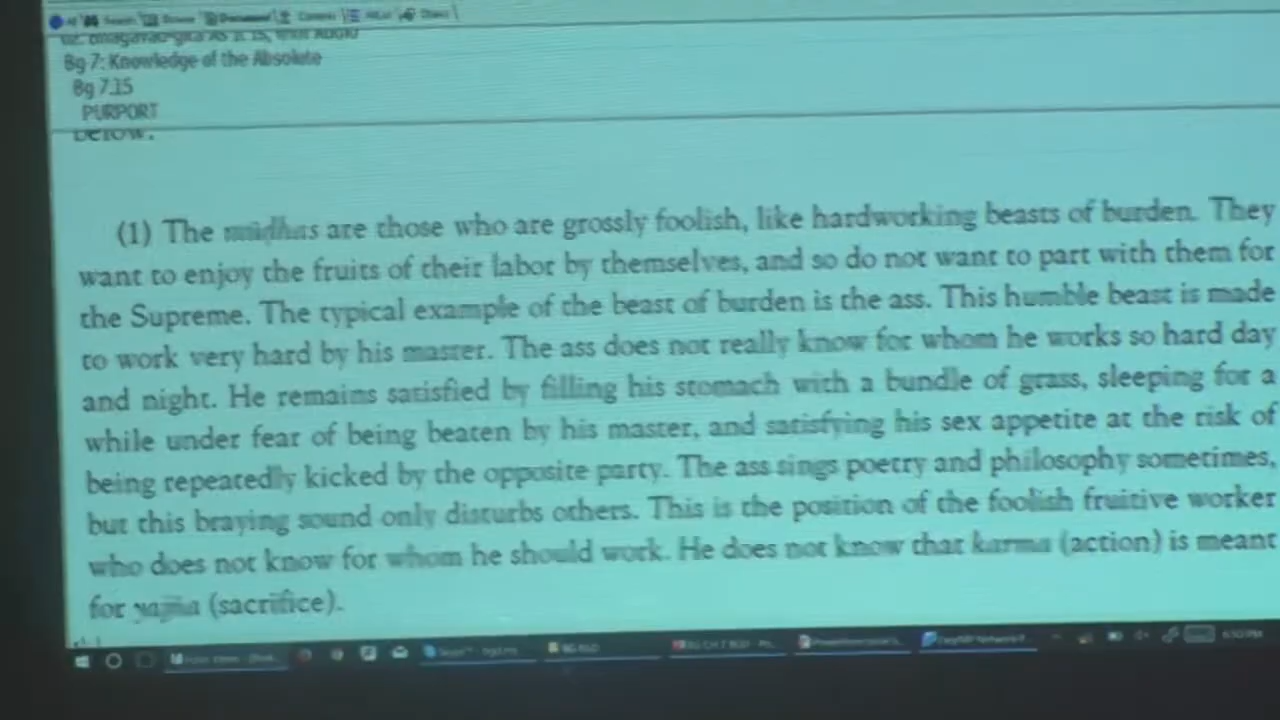 Bg 7: Knowledge of the Absolute
Bg 7.15
PURPORT
below.
(1) The mūḍhas are those who are grossly foolish, like hardworking beasts of burden. They
want to enjoy the fruits of their labor by themselves, and so do not want to part with them for
the Supreme. The typical example of the beast of burden is the ass. This humble beast is made
to work very hard by his master. The ass does not really know for whom he works so hard day
and night. He remains satisfied by filling his stomach with a bundle of grass, sleeping for a
while under fear of being beaten by his master, and satisfying his sex appetite at the risk of
being repeatedly kicked by the opposite party. The ass sings poetry and philosophy sometimes,
but this braying sound only disturbs others. This is the position of the foolish fruitive worker
who does not know for whom he should work. He does not know that karma (action) is meant
for yajña (sacrifice).